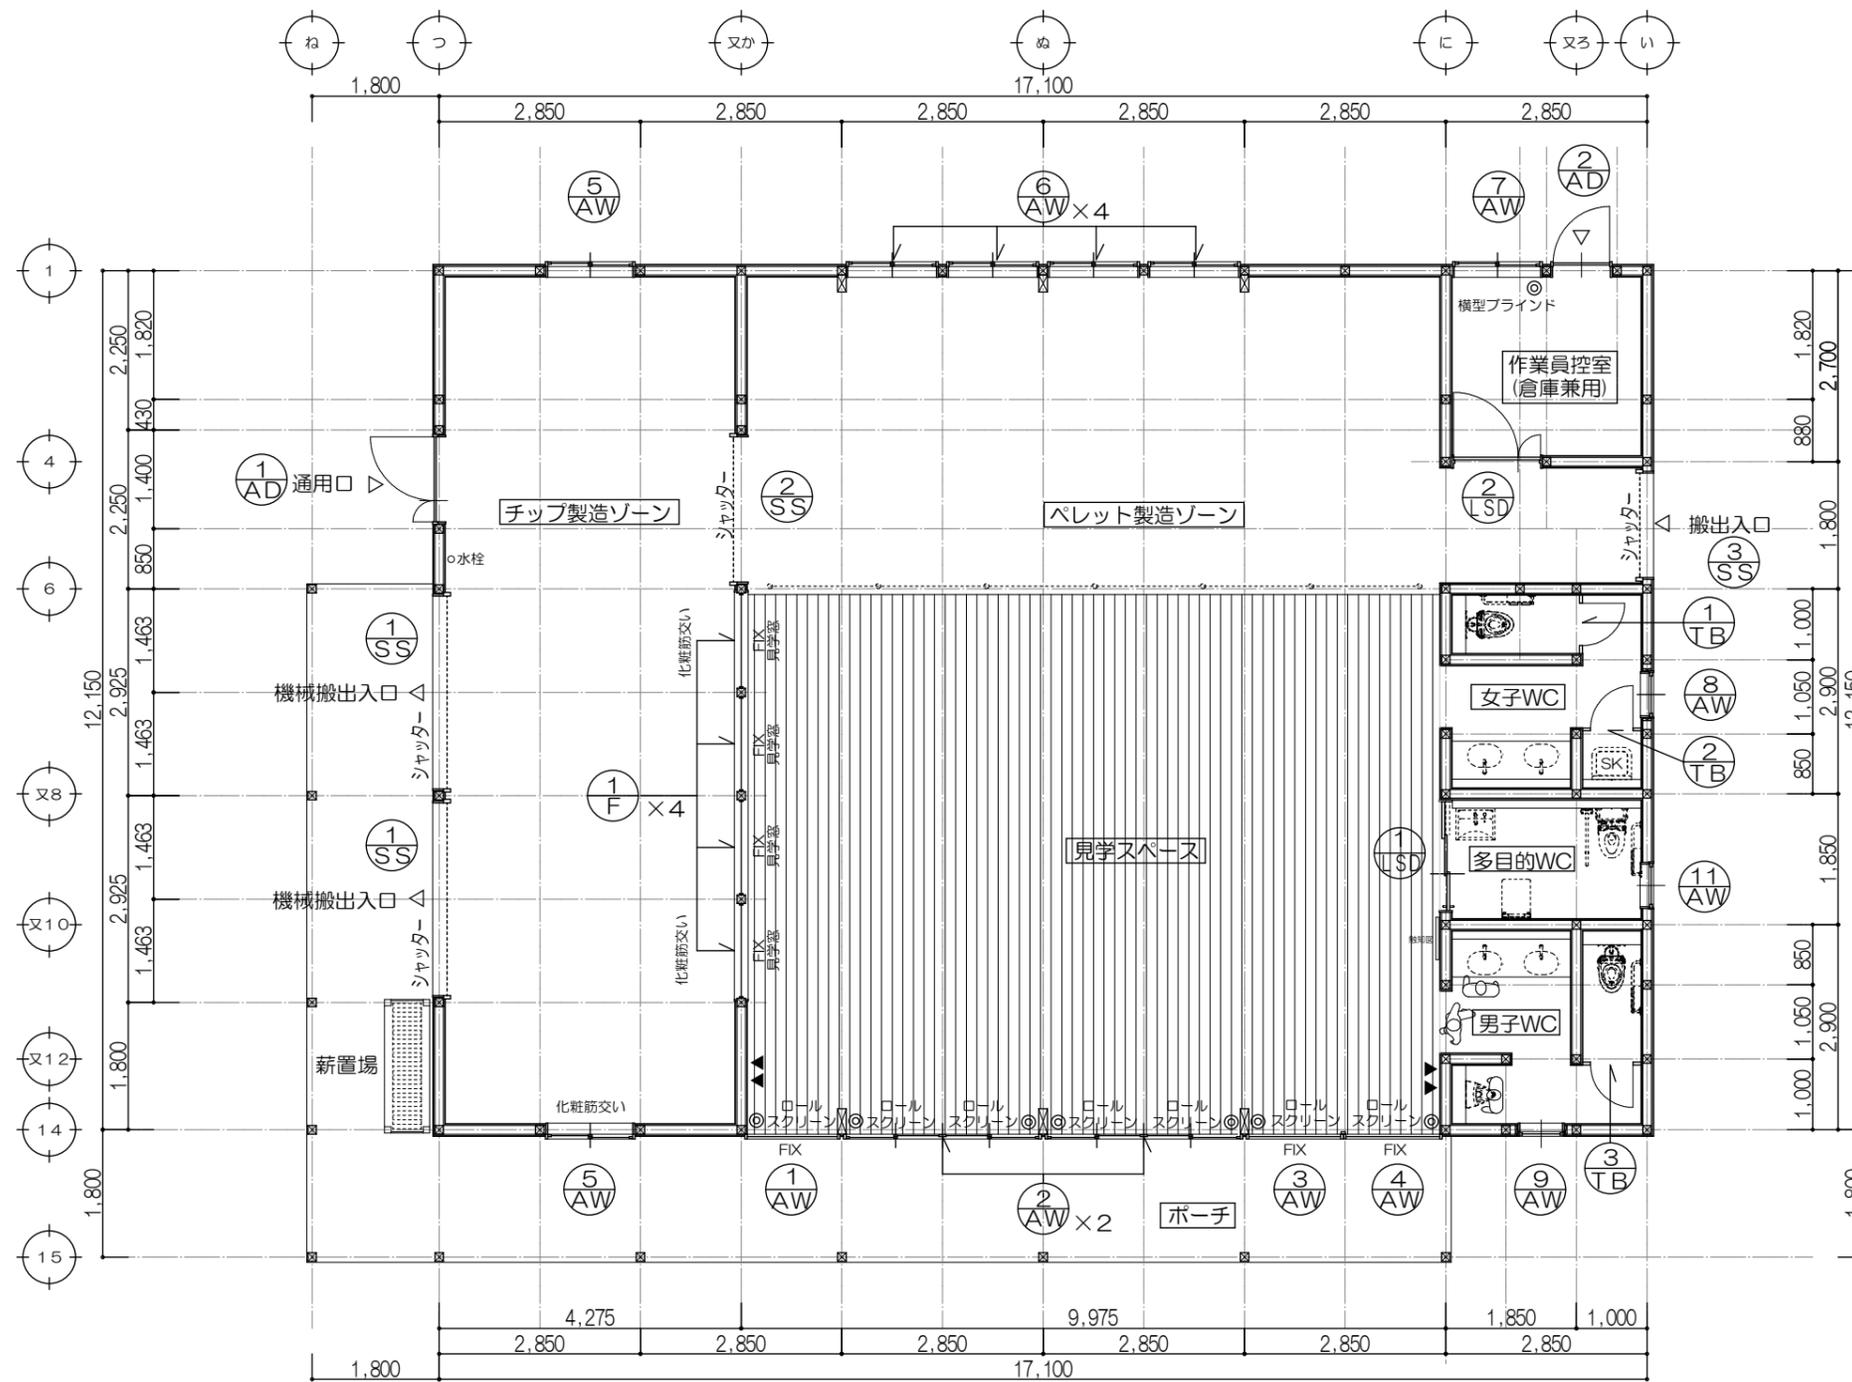 ね つ 又か ぬ に 又ろ い
1,800 17,100
2,850 2,850 2,850 2,850 2,850 2,850
5
AW
6
AW ×4
7
AW
2
AD
1
横型ブラインド
作業員控室
(倉庫兼用)
2,250
1,820
430
1,820
2,700
880
4
1
AD
通用口
1,400
2,250
850
チップ製造ゾーン
シャッター
2
SS
ペレット製造ゾーン
2
LSD
シャッター
搬出入口
3
SS
1,800
水栓
6
1
SS
機械搬出入口
シャッター
1,463
2,925
1,463
12,150
化粧筋交い
FIX
見学窓
FIX
見学窓
1
TB
1,000
女子WC
8
AW
1,050
2,900
SK
2
TB
850
又8
1
F ×4
1
SS
機械搬出入口
シャッター
1,463
2,925
1,463
FIX
見学窓
FIX
見学窓
化粧筋交い
見学スペース
1
LSD
多目的WC
11
AW
1,850
又10
850
男子WC
1,050
2,900
1,000
又12
薪置場
1,800
化粧筋交い
ロール
スクリーン
ロール
スクリーン
ロール
スクリーン
ロール
スクリーン
ロール
スクリーン
ロール
スクリーン
ロール
スクリーン
14
FIX FIX FIX
5
AW
1
AW
2
AW ×2
ポーチ
3
AW
4
AW
9
AW
3
TB
1,800
15
4,275 9,975 1,850 1,000
2,850 2,850 2,850 2,850 2,850 2,850
1,800 17,100